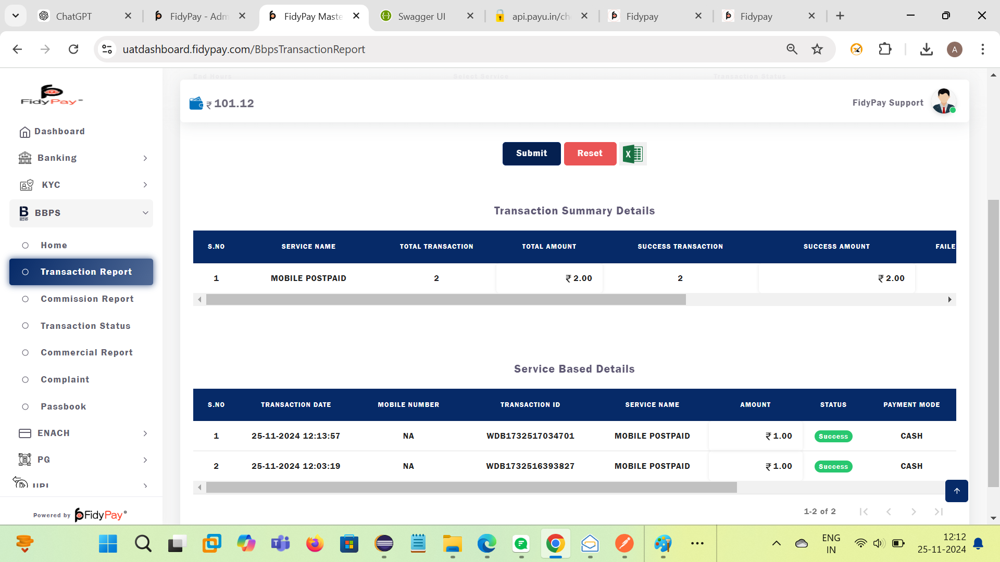 ChatGPT
FidyPay - Adm
FidyPay Maste
Swagger UI
api.payu.in/ch
Fidypay
Fidypay
uatdashboard.fidypay.com/BbpsTransactionReport
A
FidyPay
Dashboard
Banking
KYC
BBPS
Home
Transaction Report
Commission Report
Transaction Status
Commercial Report
Complaint
Passbook
ENACH
PG
UPI
Powered by FidyPay
End Hours Select Service Transaction Status
₹ 101.12
FidyPay Support
Submit Reset
Transaction Summary Details
S.NO SERVICE NAME TOTAL TRANSACTION TOTAL AMOUNT SUCCESS TRANSACTION SUCCESS AMOUNT FAILE
1 MOBILE POSTPAID 2 ₹ 2.00 2 ₹ 2.00
Service Based Details
S.NO TRANSACTION DATE MOBILE NUMBER TRANSACTION ID SERVICE NAME AMOUNT STATUS PAYMENT MODE
1 25-11-2024 12:13:57 NA WDB1732517034701 MOBILE POSTPAID ₹ 1.00 Success CASH
2 25-11-2024 12:03:19 NA WDB1732516393827 MOBILE POSTPAID ₹ 1.00 Success CASH
1-2 of 2
ENG
IN
12:12
25-11-2024